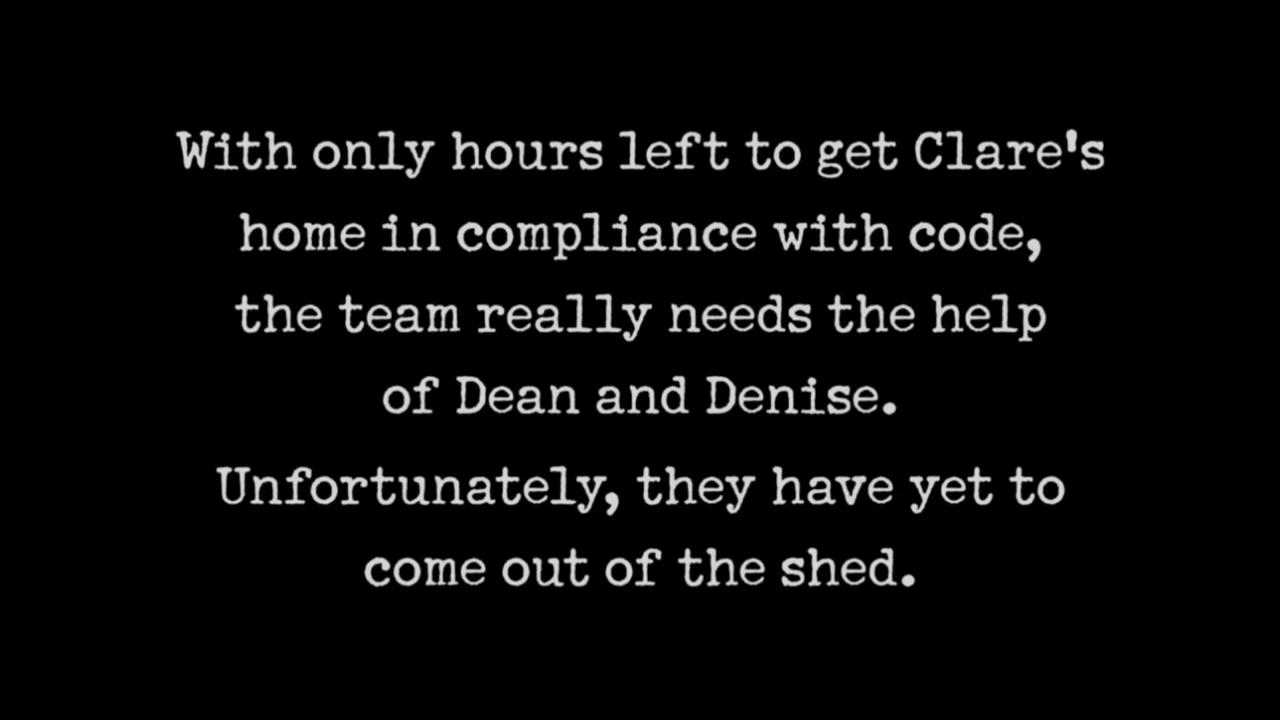 With only hours left to get Clare's
home in compliance with code,
the team really needs the help
of Dean and Denise.
Unfortunately, they have yet to
come out of the shed.